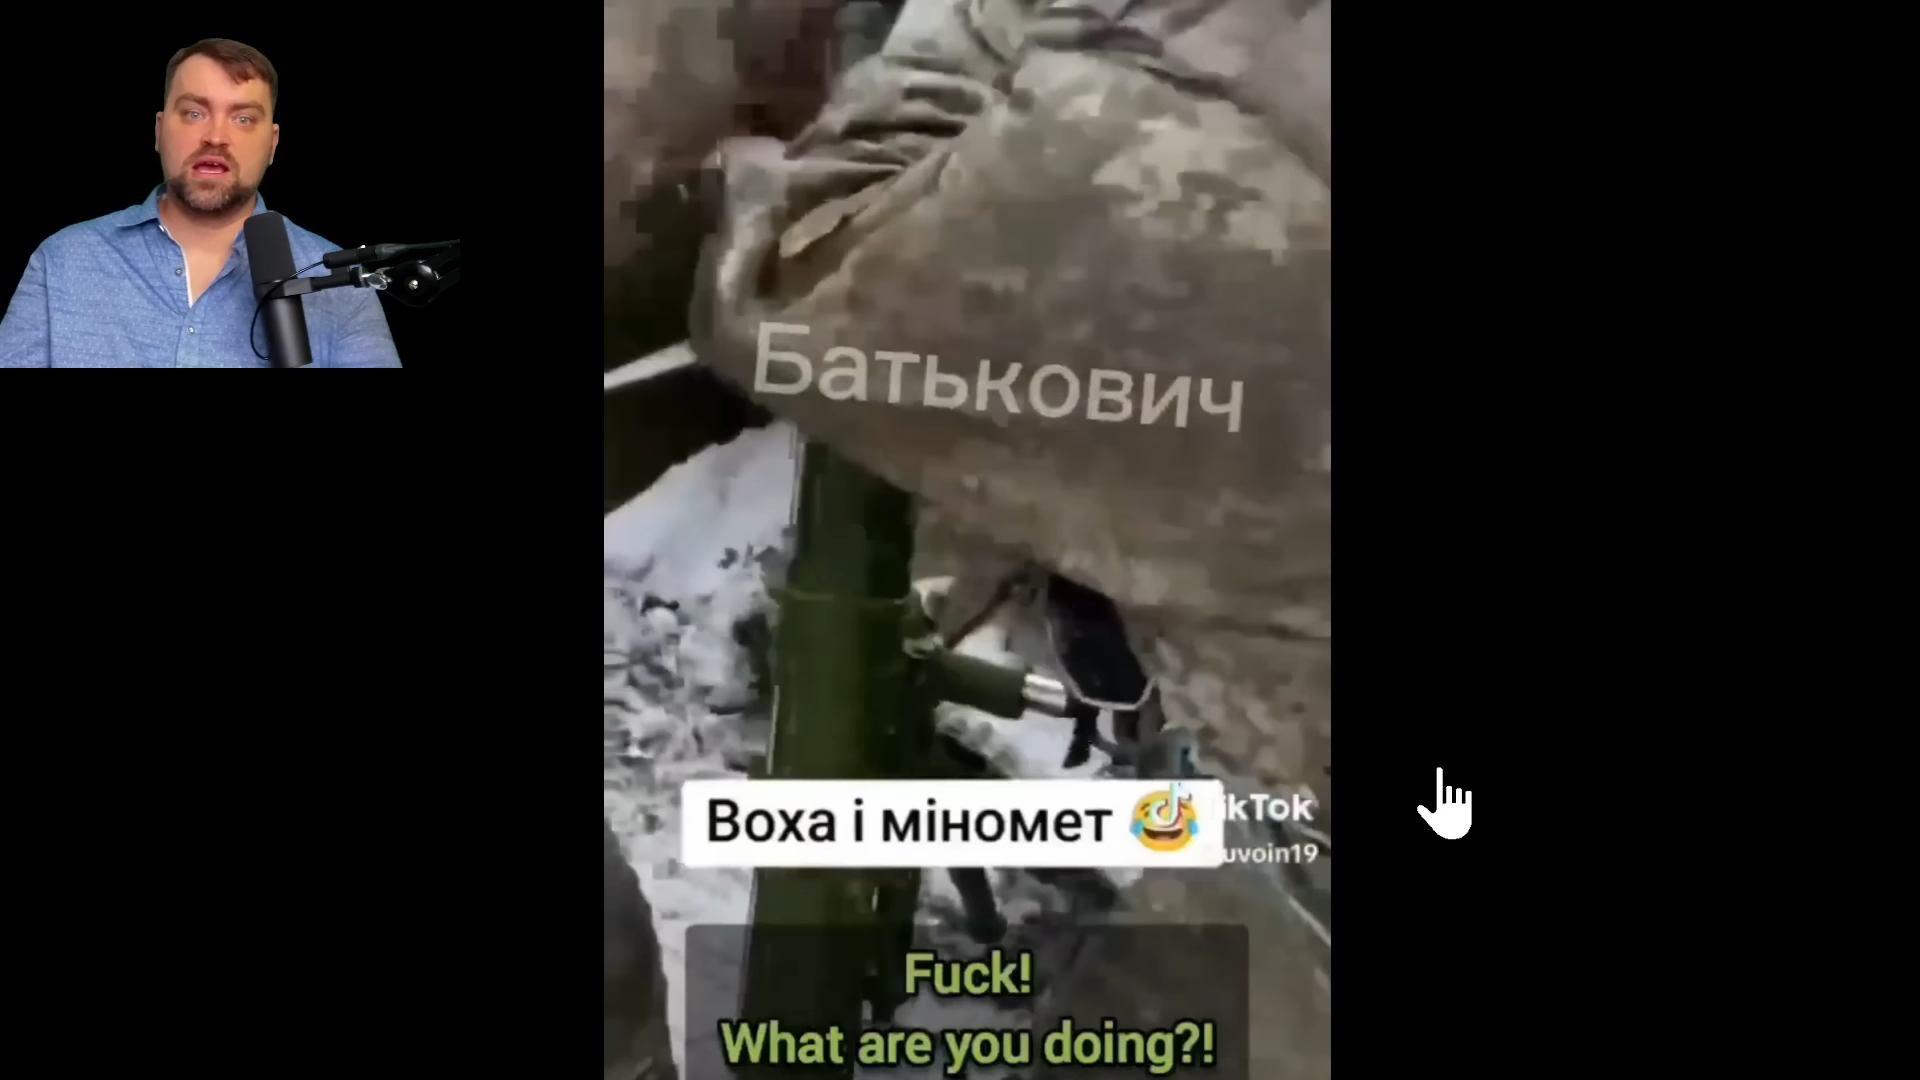 Батькович
Воха і міномет 😂
ikTok
uvoin19
Fuck!
What are you doing?!